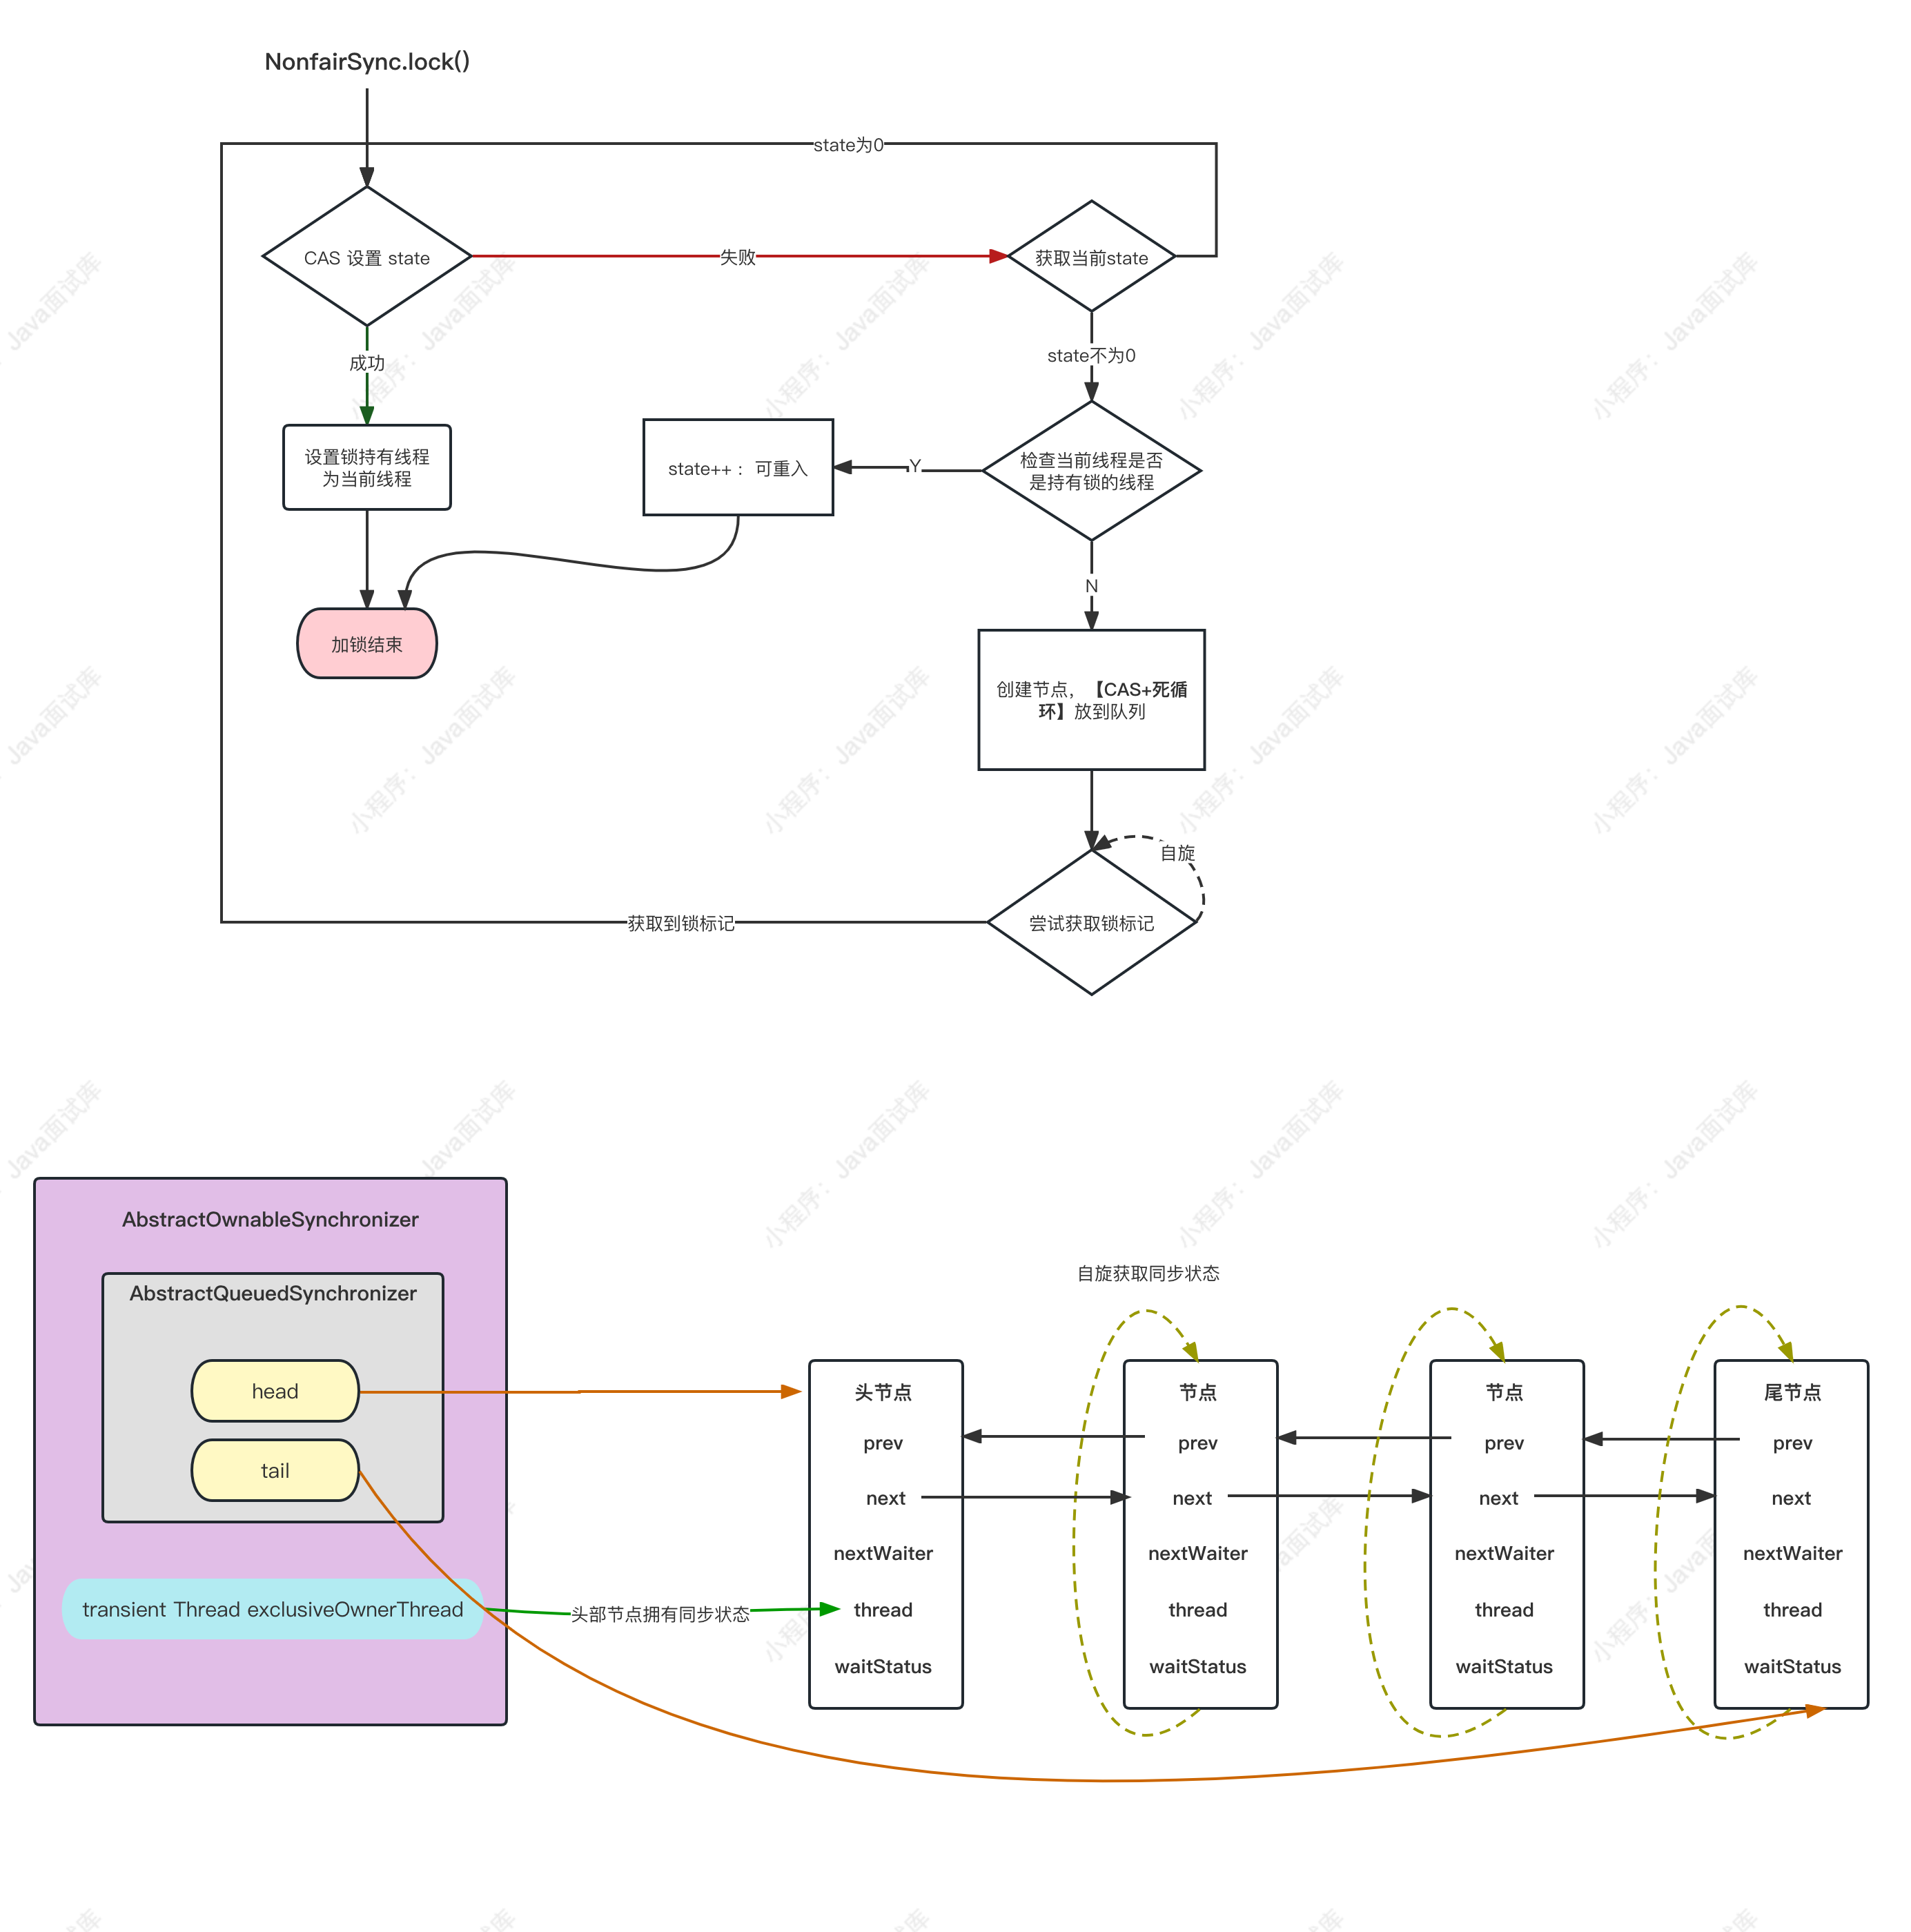 NonfairSync.lock()
state为0
CAS 设置 state
失败
获取当前state
成功
state不为0
设置锁持有线程
为当前线程
state++ ：可重入
Y
检查当前线程是否
是持有锁的线程
N
加锁结束
创建节点，【CAS+死循
环】放到队列
自旋
获取到锁标记
尝试获取锁标记
AbstractOwnableSynchronizer
AbstractQueuedSynchronizer
head
tail
transient Thread exclusiveOwnerThread
头部节点拥有同步状态
自旋获取同步状态
头节点
prev
next
nextWaiter
thread
waitStatus
节点
prev
next
nextWaiter
thread
waitStatus
节点
prev
next
nextWaiter
thread
waitStatus
尾节点
prev
next
nextWaiter
thread
waitStatus
小程序：Java面试库